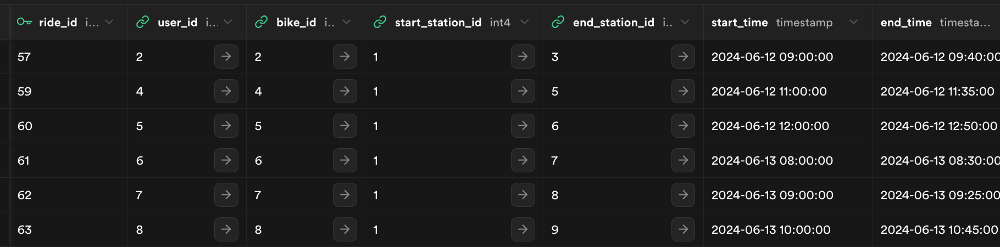 ride_id i... user_id i... bike_id i... start_station_id int4 end_station_id i... start_time timestamp end_time timesta...
57 2 2 1 3 2024-06-12 09:00:00 2024-06-12 09:40:00
59 4 4 1 5 2024-06-12 11:00:00 2024-06-12 11:35:00
60 5 5 1 6 2024-06-12 12:00:00 2024-06-12 12:50:00
61 6 6 1 7 2024-06-13 08:00:00 2024-06-13 08:30:00
62 7 7 1 8 2024-06-13 09:00:00 2024-06-13 09:25:00
63 8 8 1 9 2024-06-13 10:00:00 2024-06-13 10:45:00